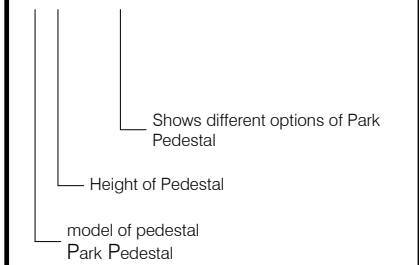 Shows different options of Park
Pedestal
Height of Pedestal
model of pedestal
Park Pedestal